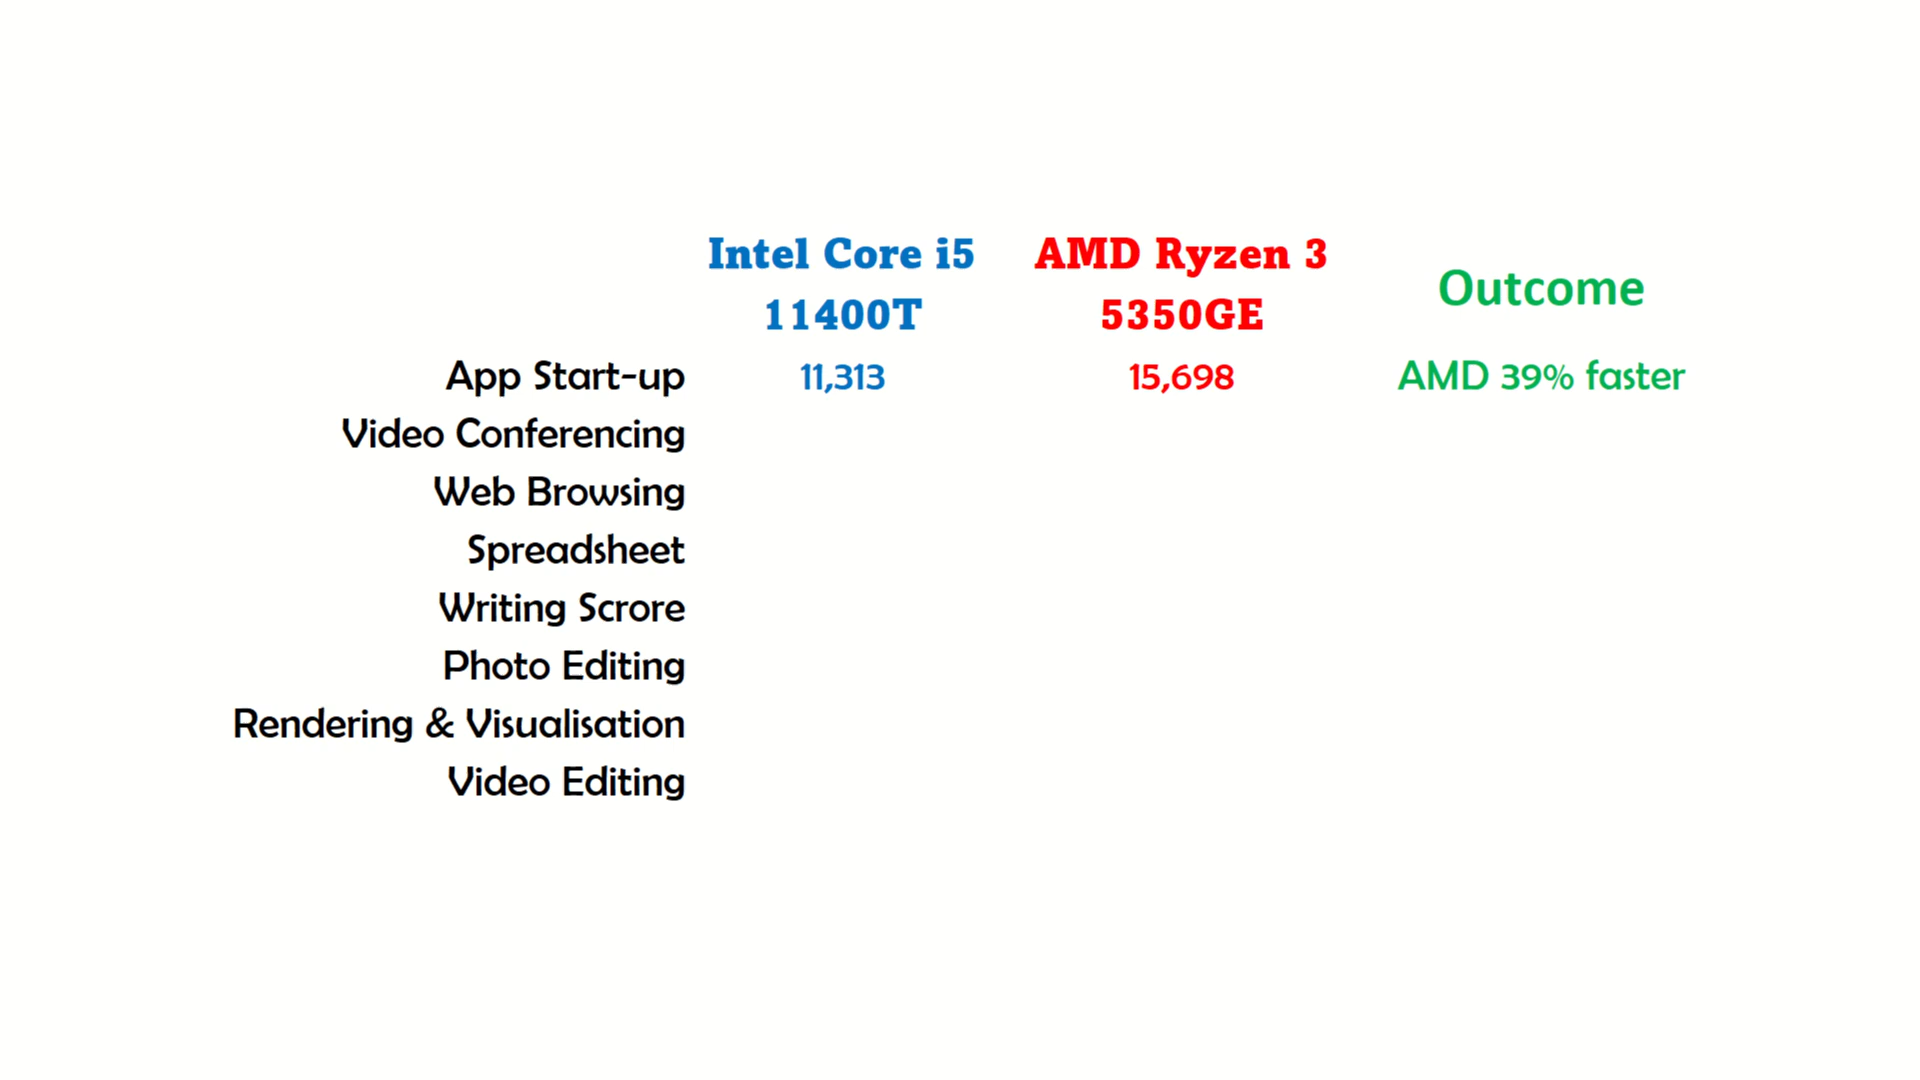 Intel Core i5
11400T
AMD Ryzen 3
5350GE
Outcome
App Start-up 11,313 15,698 AMD 39% faster
Video Conferencing
Web Browsing
Spreadsheet
Writing Scrore
Photo Editing
Rendering & Visualisation
Video Editing